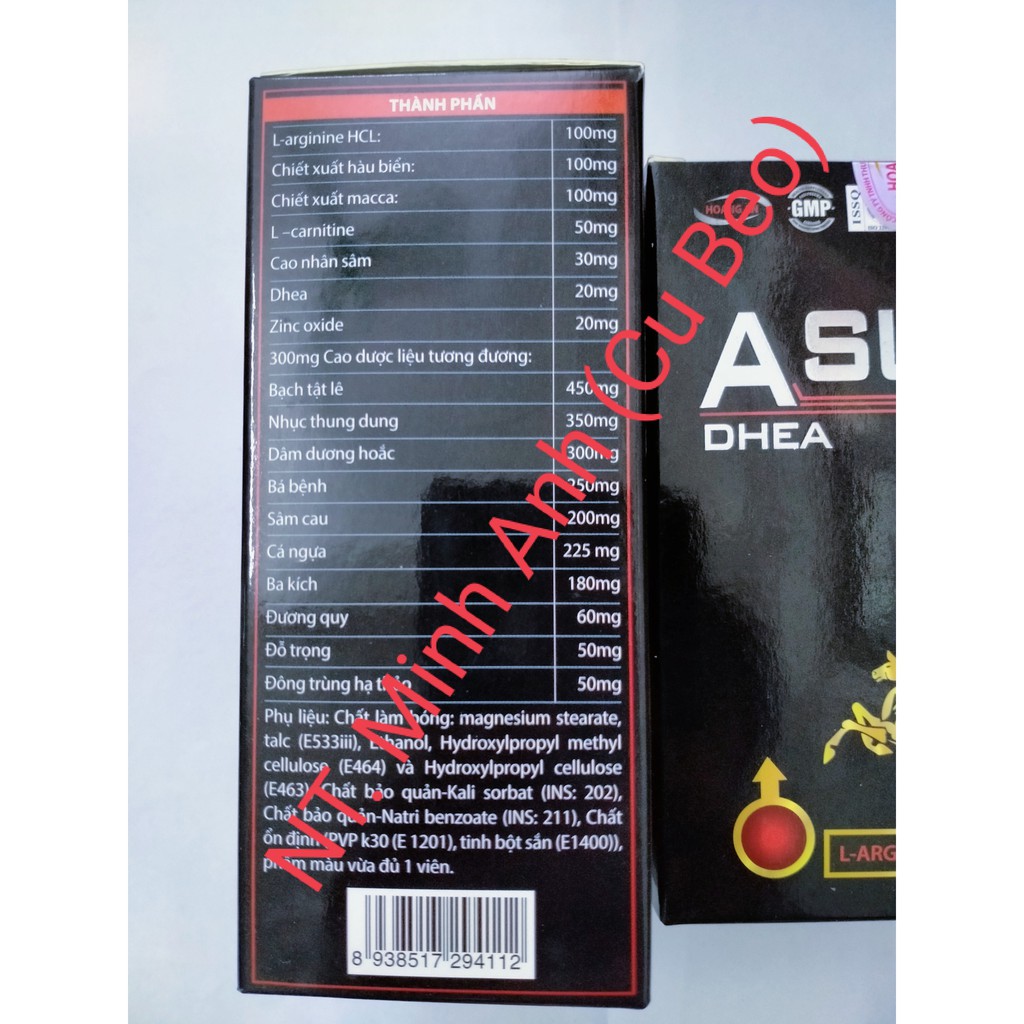 THÀNH PHẦN
L-arginine HCL: 100mg
Chiết xuất hàu biển: 100mg
Chiết xuất macca: 100mg
L –carnitine 50mg
Cao nhân sâm 30mg
Dhea 20mg
Zinc oxide 20mg
300mg Cao dược liệu tương đương:
Bạch tật lê 450mg
Nhục thung dung 350mg
Dâm dương hoắc 300mg
Bá bệnh 250mg
Sâm cau 200mg
Cá ngựa 225 mg
Ba kích 180mg
Đương quy 60mg
Đỗ trọng 50mg
Đông trùng hạ thảo 50mg
Phụ liệu: Chất làm bóng: magnesium stearate,
talc (E533iii), Ethanol, Hydroxylpropyl methyl
cellulose (E464) và Hydroxylpropyl cellulose
(E463), Chất bảo quản-Kali sorbat (INS: 202),
Chất bảo quản-Natri benzoate (INS: 211), Chất
ổn định (PVP k30 (E 1201), tinh bột sắn (E1400)),
phẩm màu vừa đủ 1 viên.
8 938517 294112
NT. Minh Anh (Cu Beo)
GMP
ISSQ
A
DHEA
L-ARG